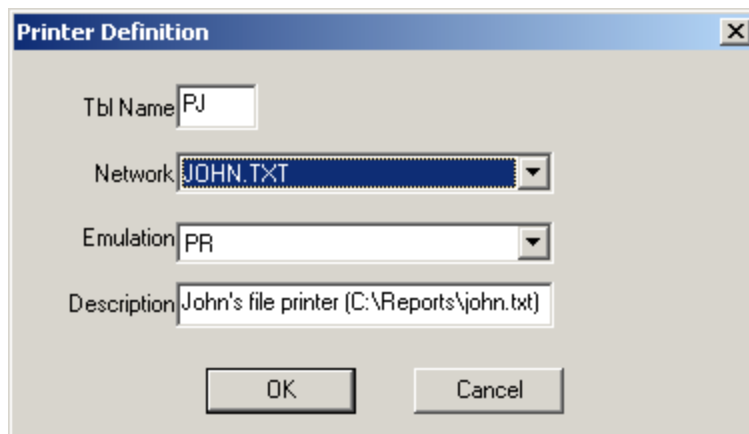 Printer Definition
Tbl Name PJ
Network JOHN.TXT
Emulation PR
Description John's file printer (C:\Reports\john.txt)
OK Cancel